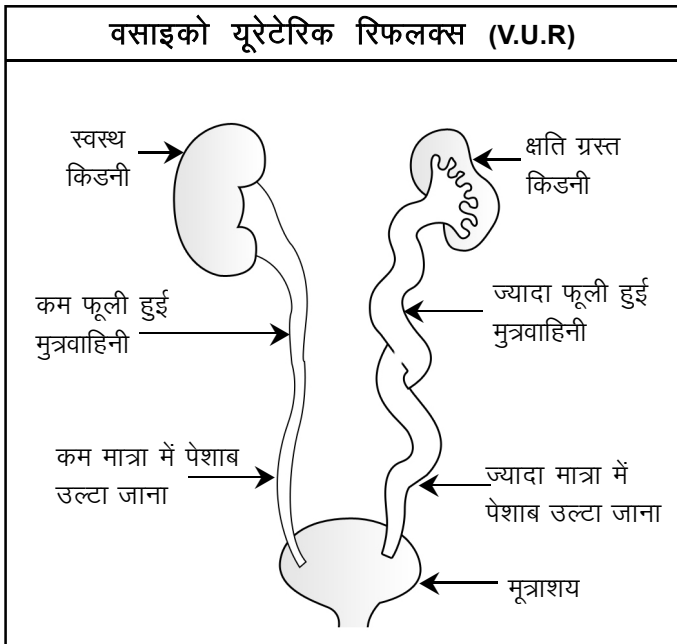 वसाइको यूरेटेरिक रिफलक्स (V.U.R)
स्वस्थ
किडनी
क्षति ग्रस्त
किडनी
कम फूली हुई
मुत्रवाहिनी
ज्यादा फूली हुई
मुत्रवाहिनी
कम मात्रा में पेशाब
उल्टा जाना
ज्यादा मात्रा में
पेशाब उल्टा जाना
मूत्राशय